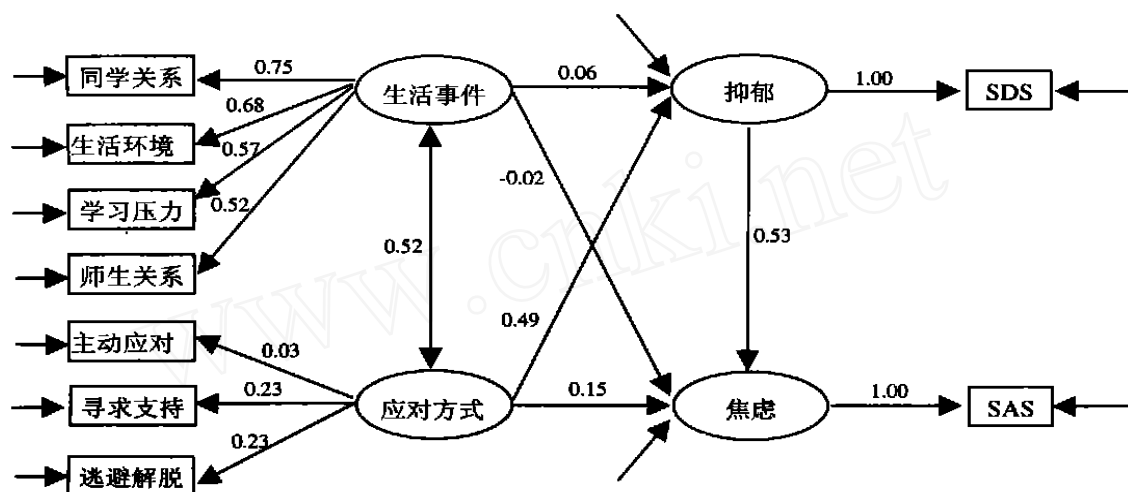 同学关系
0.75
生活事件
0.06
抑郁
1.00
SDS
0.68
生活环境
0.57
学习压力
0.52
-0.02
师生关系
0.52
0.53
主动应对
0.03
0.49
寻求支持
0.23
应对方式
0.15
焦虑
1.00
SAS
0.23
逃避解脱
www.cnki.net